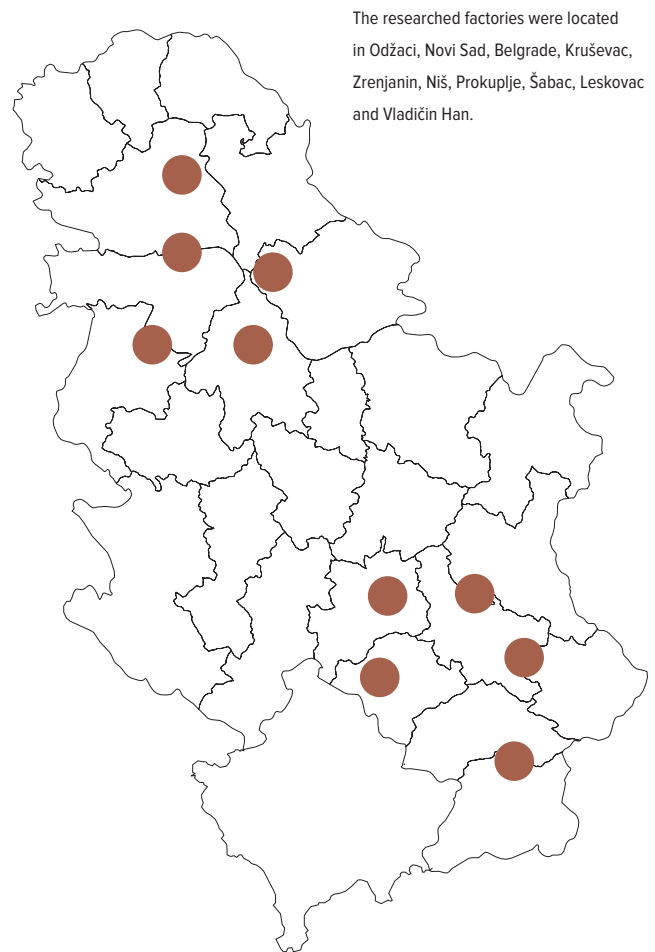 The researched factories were located
in Odžaci, Novi Sad, Belgrade, Kruševac,
Zrenjanin, Niš, Prokuplje, Šabac, Leskovac
and Vladičin Han.